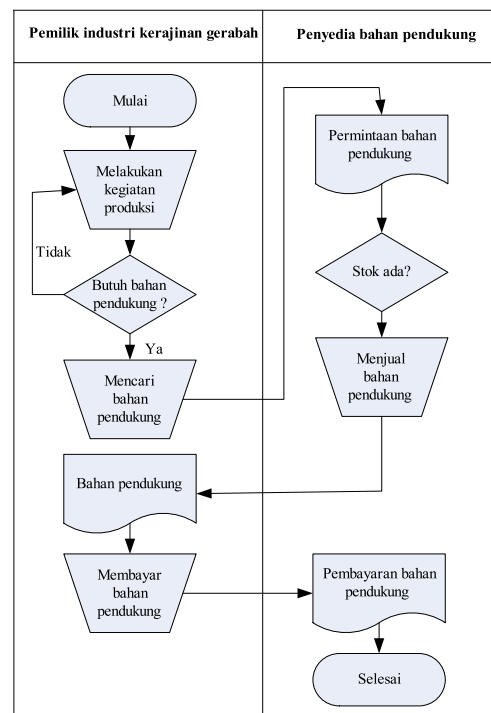 Pemilik industri kerajinan gerabah
Penyedia bahan pendukung
Mulai
Melakukan
kegiatan
produksi
Tidak
Butuh bahan
pendukung ?
Ya
Mencari
bahan
pendukung
Permintaan bahan
pendukung
Stok ada?
Menjual
bahan
pendukung
Bahan pendukung
Membayar
bahan
pendukung
Pembayaran bahan
pendukung
Selesai